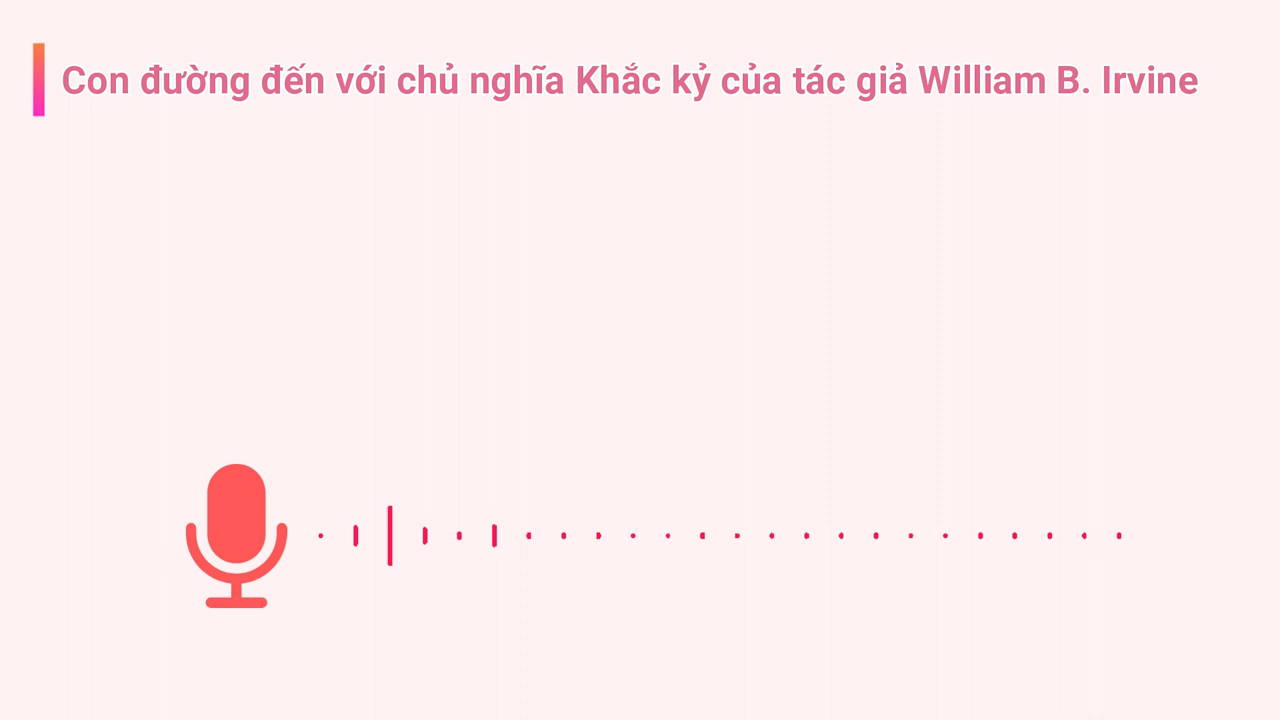 Con đường đến với chủ nghĩa Khắc kỷ của tác giả William B. Irvine